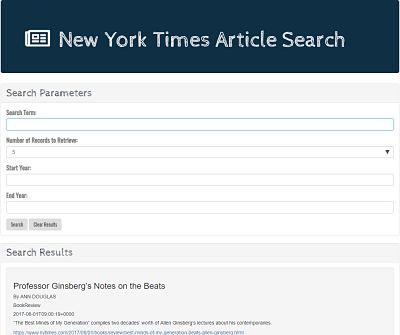 New York Times Article Search
Search Parameters
Search Term:
Number of Records to Retrieve:
5
Start Year:
End Year:
Search Clear Results
Search Results
Professor Ginsberg's Notes on the Beats
By ANN DOUGLAS
BookReview
2017-06-01T09:00:19+0000
"The Best Minds of My Generation" compiles two decades' worth of Allen Ginsberg's lectures about his contemporaries.
https://www.nytimes.com/2017/06/01/books/review/best-minds-of-my-generation-beats-allen-ginsberg.html